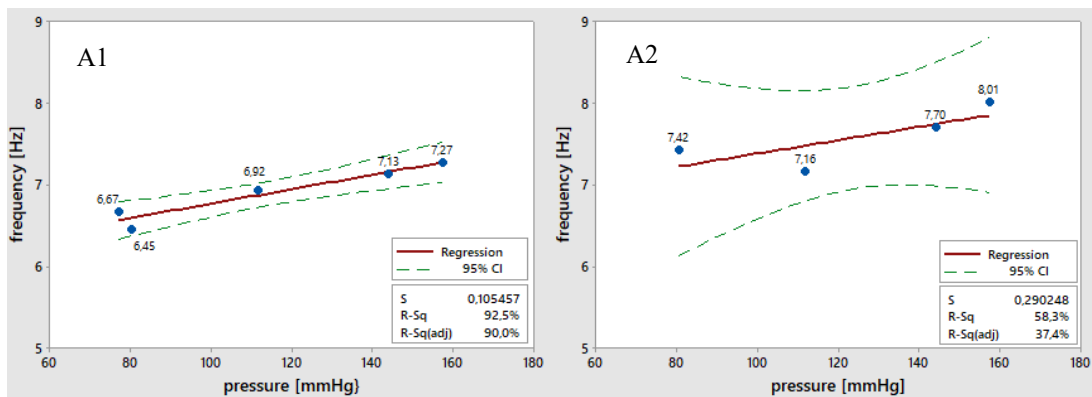 A1
frequency [Hz]
9
8
7
6
5
6,67
6,45
6,92
7,13
7,27
Regression
95% CI
S 0,105457
R-Sq 92,5%
R-Sq(adj) 90,0%
60 80 100 120 140 160 180
pressure [mmHg}
A2
frequency [Hz]
9
8
7
6
5
7,42
7,16
7,70
8,01
Regression
95% CI
S 0,290248
R-Sq 58,3%
R-Sq(adj) 37,4%
60 80 100 120 140 160 180
pressure [mmHg]